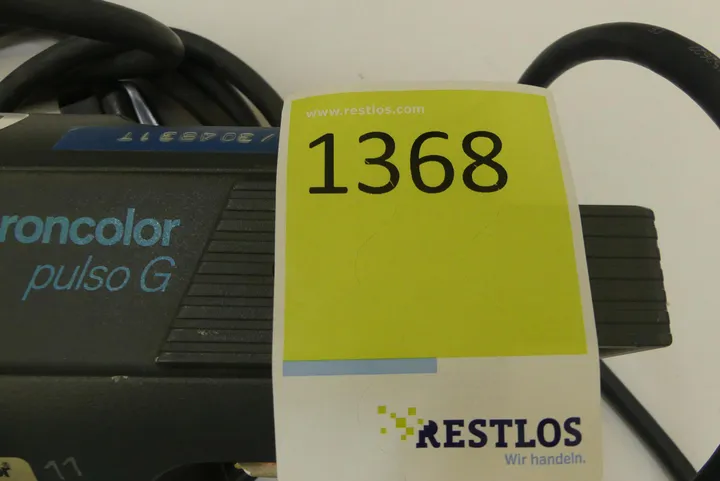 www.restlos.com
1368
roncolor
pulso G
RESTLOS
Wir handeln.
11